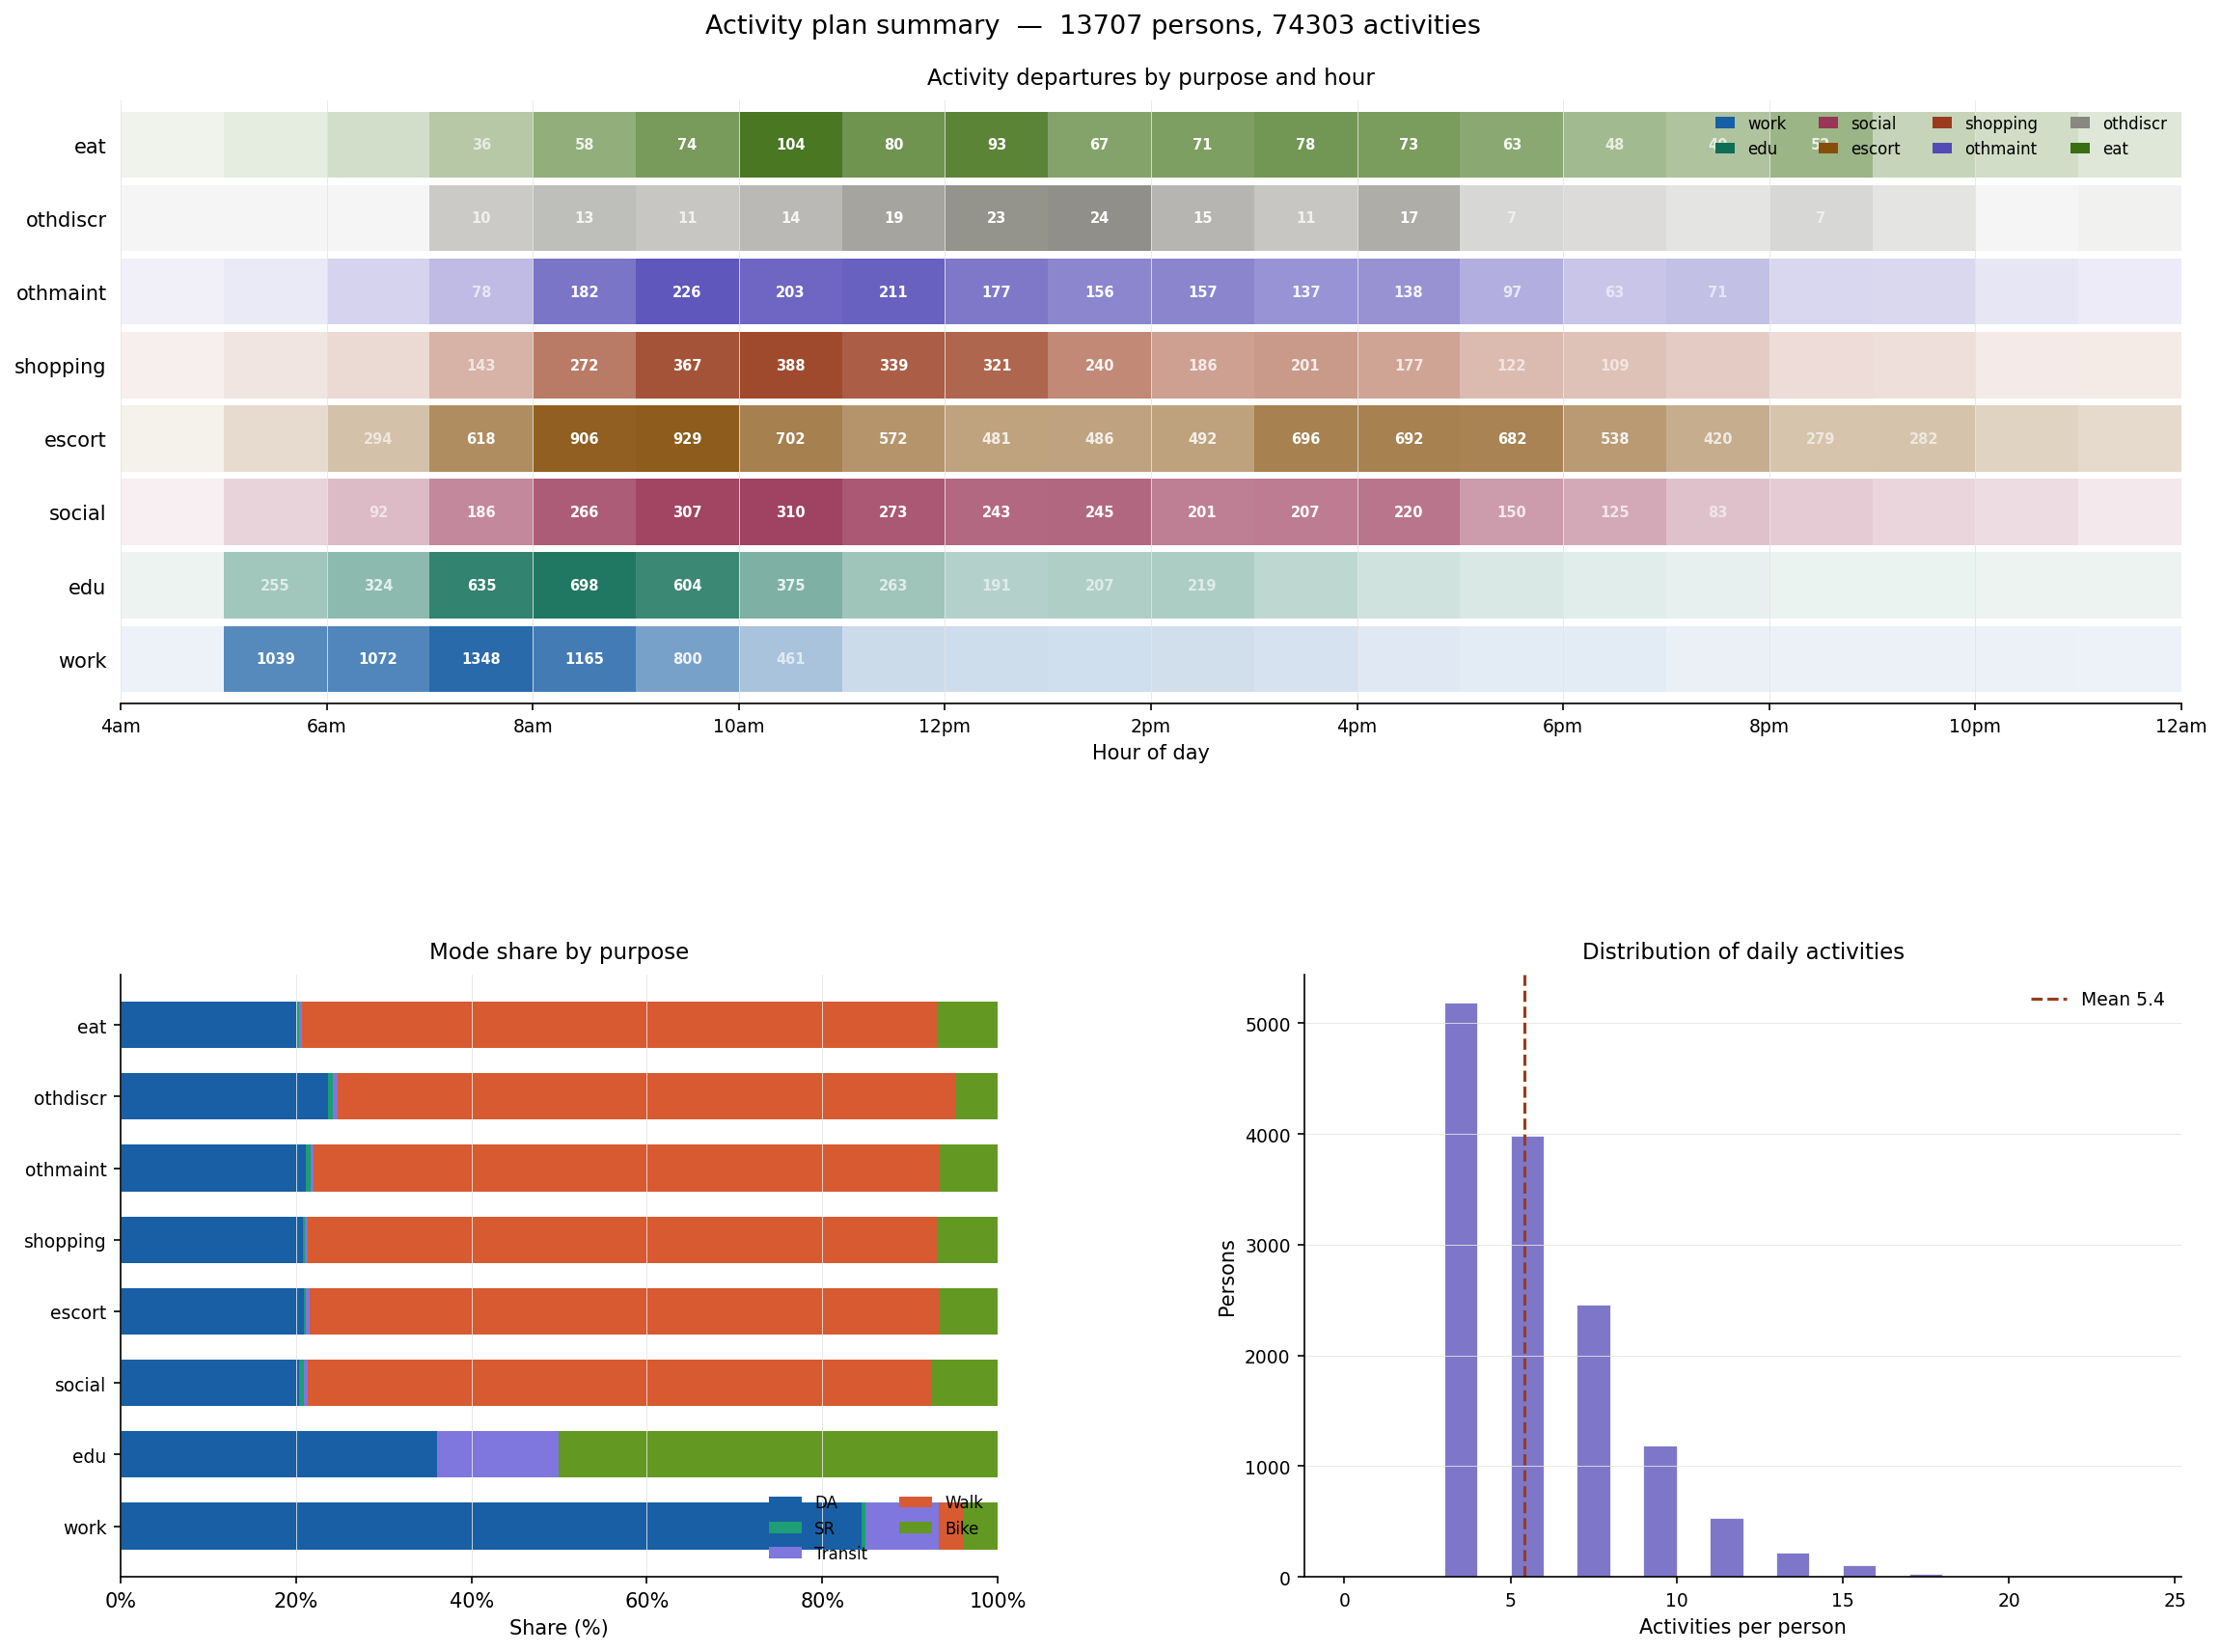 Activity plan summary — 13707 persons, 74303 activities
Activity departures by purpose and hour
work social shopping othdiscr
edu escort othmaint eat
eat 36 58 74 104 80 93 67 71 78 73 63 48
othdiscr 10 13 11 14 19 23 24 15 11 17 7 7
othmaint 78 182 226 203 211 177 156 157 137 138 97 63 71
shopping 143 272 367 388 339 321 240 186 201 177 122 109
escort 294 618 906 929 702 572 481 486 492 696 692 682 538 420 279 282
social 92 186 266 307 310 273 243 245 201 207 220 150 125 83
edu 255 324 635 698 604 375 263 191 207 219
work 1039 1072 1348 1165 800 461
4am 6am 8am 10am 12pm 2pm 4pm 6pm 8pm 10pm 12am
Hour of day
Mode share by purpose
eat
othdiscr
othmaint
shopping
escort
social
edu
work
DA Walk
SR Bike
Transit
0% 20% 40% 60% 80% 100%
Share (%)
Distribution of daily activities
Mean 5.4
Persons
5000
4000
3000
2000
1000
0
0 5 10 15 20 25
Activities per person